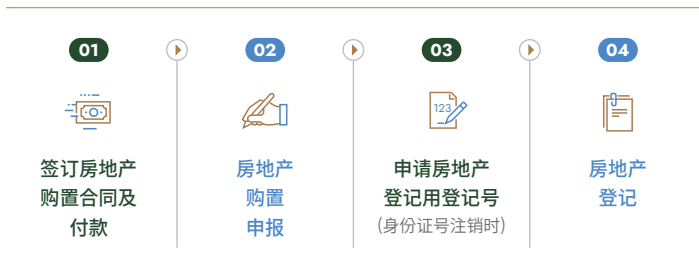 01
签订房地产
购置合同及
付款
02
房地产
购置
申报
03
123
申请房地产
登记用登记号
(身份证号注销时)
04
房地产
登记